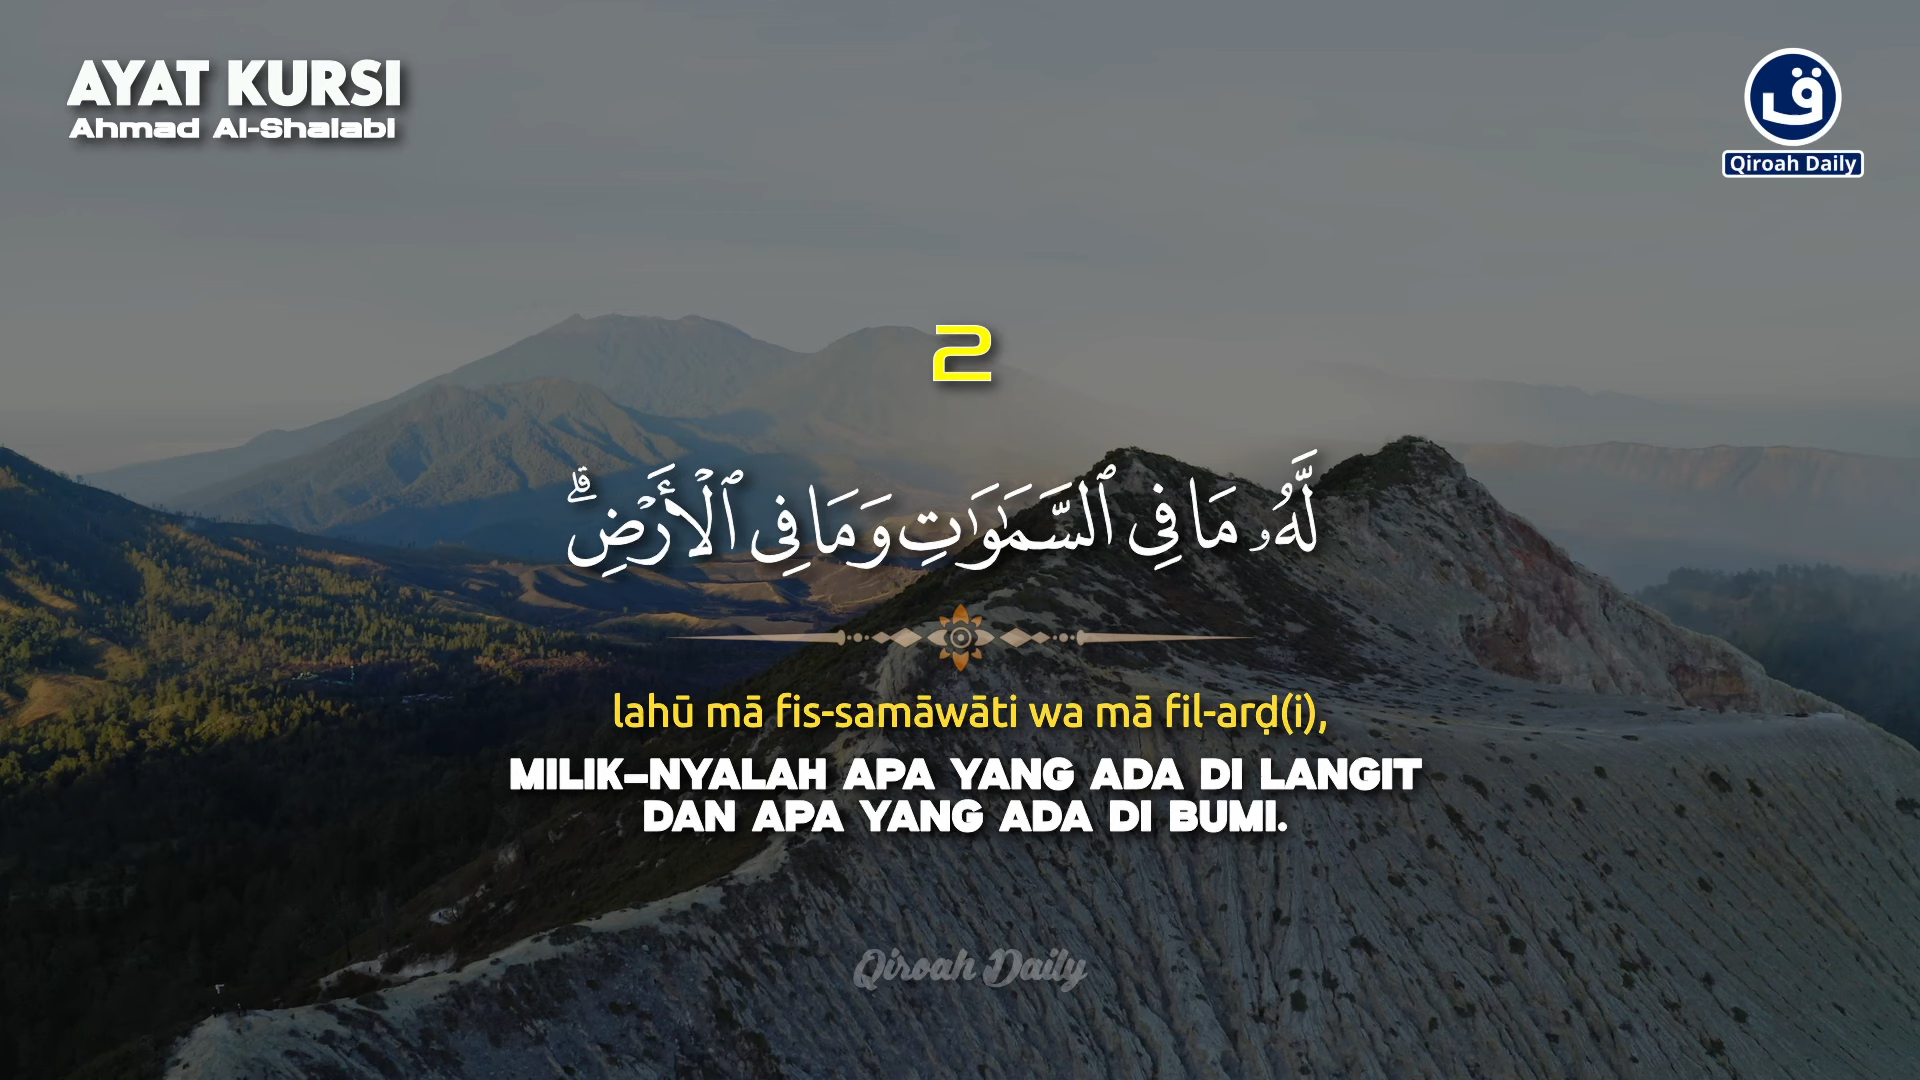 AYAT KURSI
Ahmad Al-Shalabi
ق
Qiroah Daily
2
لَّهُۥ مَا فِى ٱلسَّمَـٰوَٰتِ وَمَا فِى ٱلْأَرْضِ ۗ
lahū mā fis-samāwāti wa mā fil-arḍ(i),
MILIK-NYALAH APA YANG ADA DI LANGIT
DAN APA YANG ADA DI BUMI.
Qiroah Daily